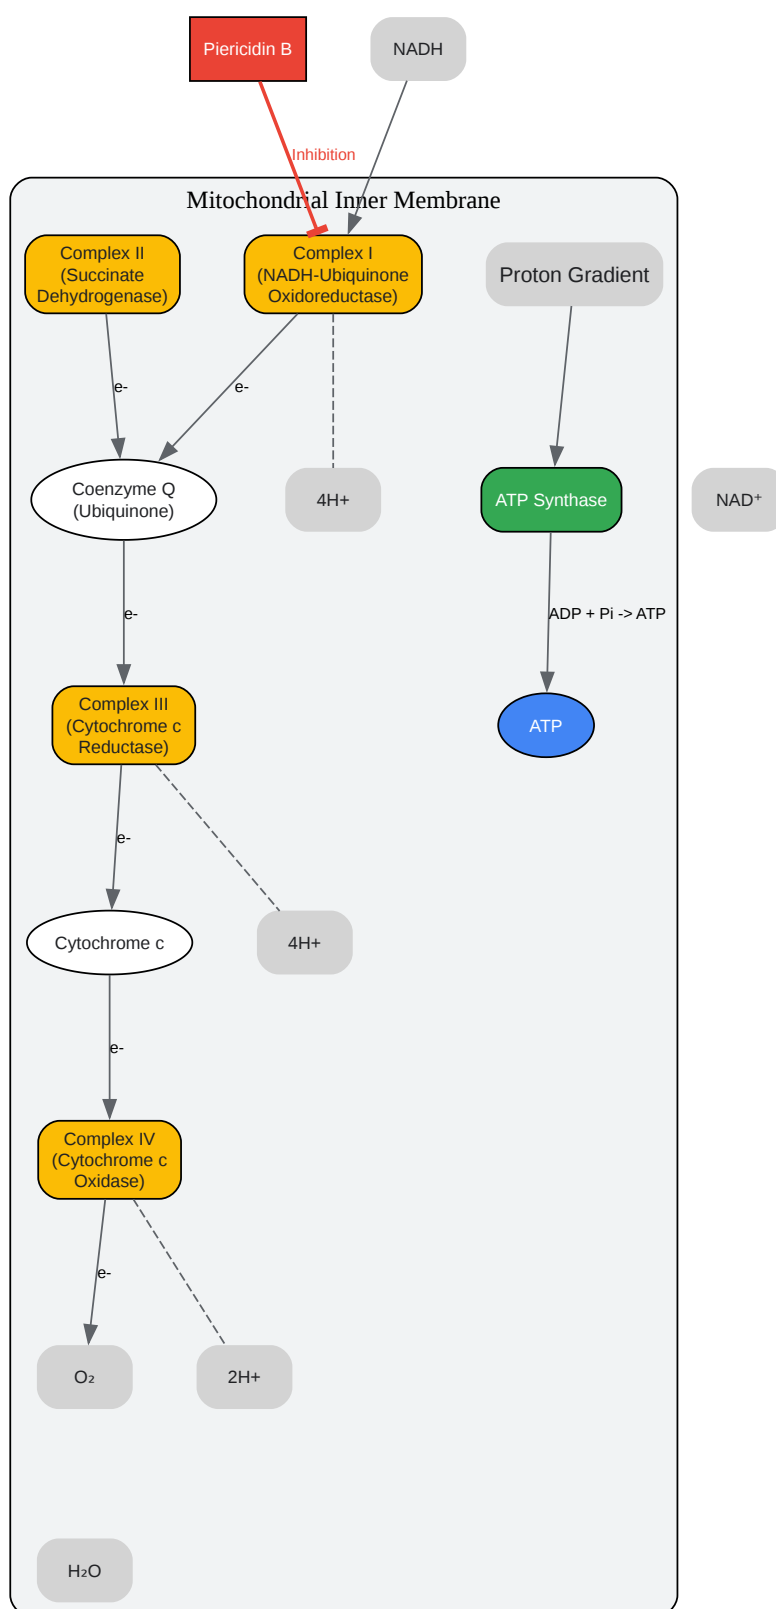 Piericidin B
NADH
Inhibition
Mitochondrial Inner Membrane
Complex II
(Succinate
Dehydrogenase)
Complex I
(NADH-Ubiquinone
Oxidoreductase)
Proton Gradient
e-
e-
Coenzyme Q
(Ubiquinone)
4H+
ATP Synthase
NAD⁺
e-
ADP + Pi -> ATP
Complex III
(Cytochrome c
Reductase)
ATP
e-
Cytochrome c
4H+
e-
Complex IV
(Cytochrome c
Oxidase)
e-
O₂
2H+
H₂O